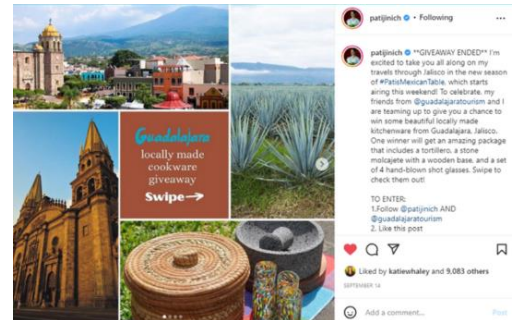 patijinich • Following
patijinich **GIVEAWAY ENDED** I'm
excited to take you all along on my
travels through Jalisco in the new season
of #PatisMexicanTable, which starts
airing this weekend! To celebrate, my
friends from @guadalajaratourism and I
are teaming up to give you a chance to
win some beautiful locally made
kitchenware from Guadalajara, Jalisco.
One winner will get an amazing package
that includes a tortillero, a stone
molcajete with a wooden base, and a set
of 4 hand-blown shot glasses. Swipe to
check them out!
TO ENTER:
1.Follow @patijinich AND
@guadalajaratourism
2. Like this post
Guadalajara
locally made
cookware
giveaway
Swipe
Liked by katiewhaley and 9,083 others
SEPTEMBER 14
Add a comment...
Post